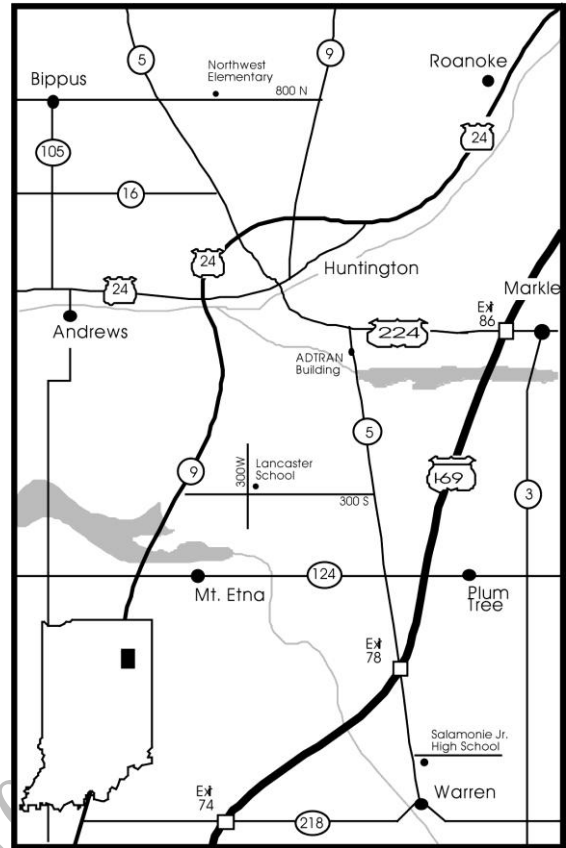 5
9
Northwest
Elementary
Roanoke
Bippus
800 N
24
105
16
24
Huntington
24
Markle
Exit
86
Andrews
224
ADTRAN
Building
5
I-69
9
300W
Lancaster
School
300 S
3
124
Mt. Etna
Plum
Tree
Exit
78
Salamonie Jr.
High School
Exit
74
Warren
218